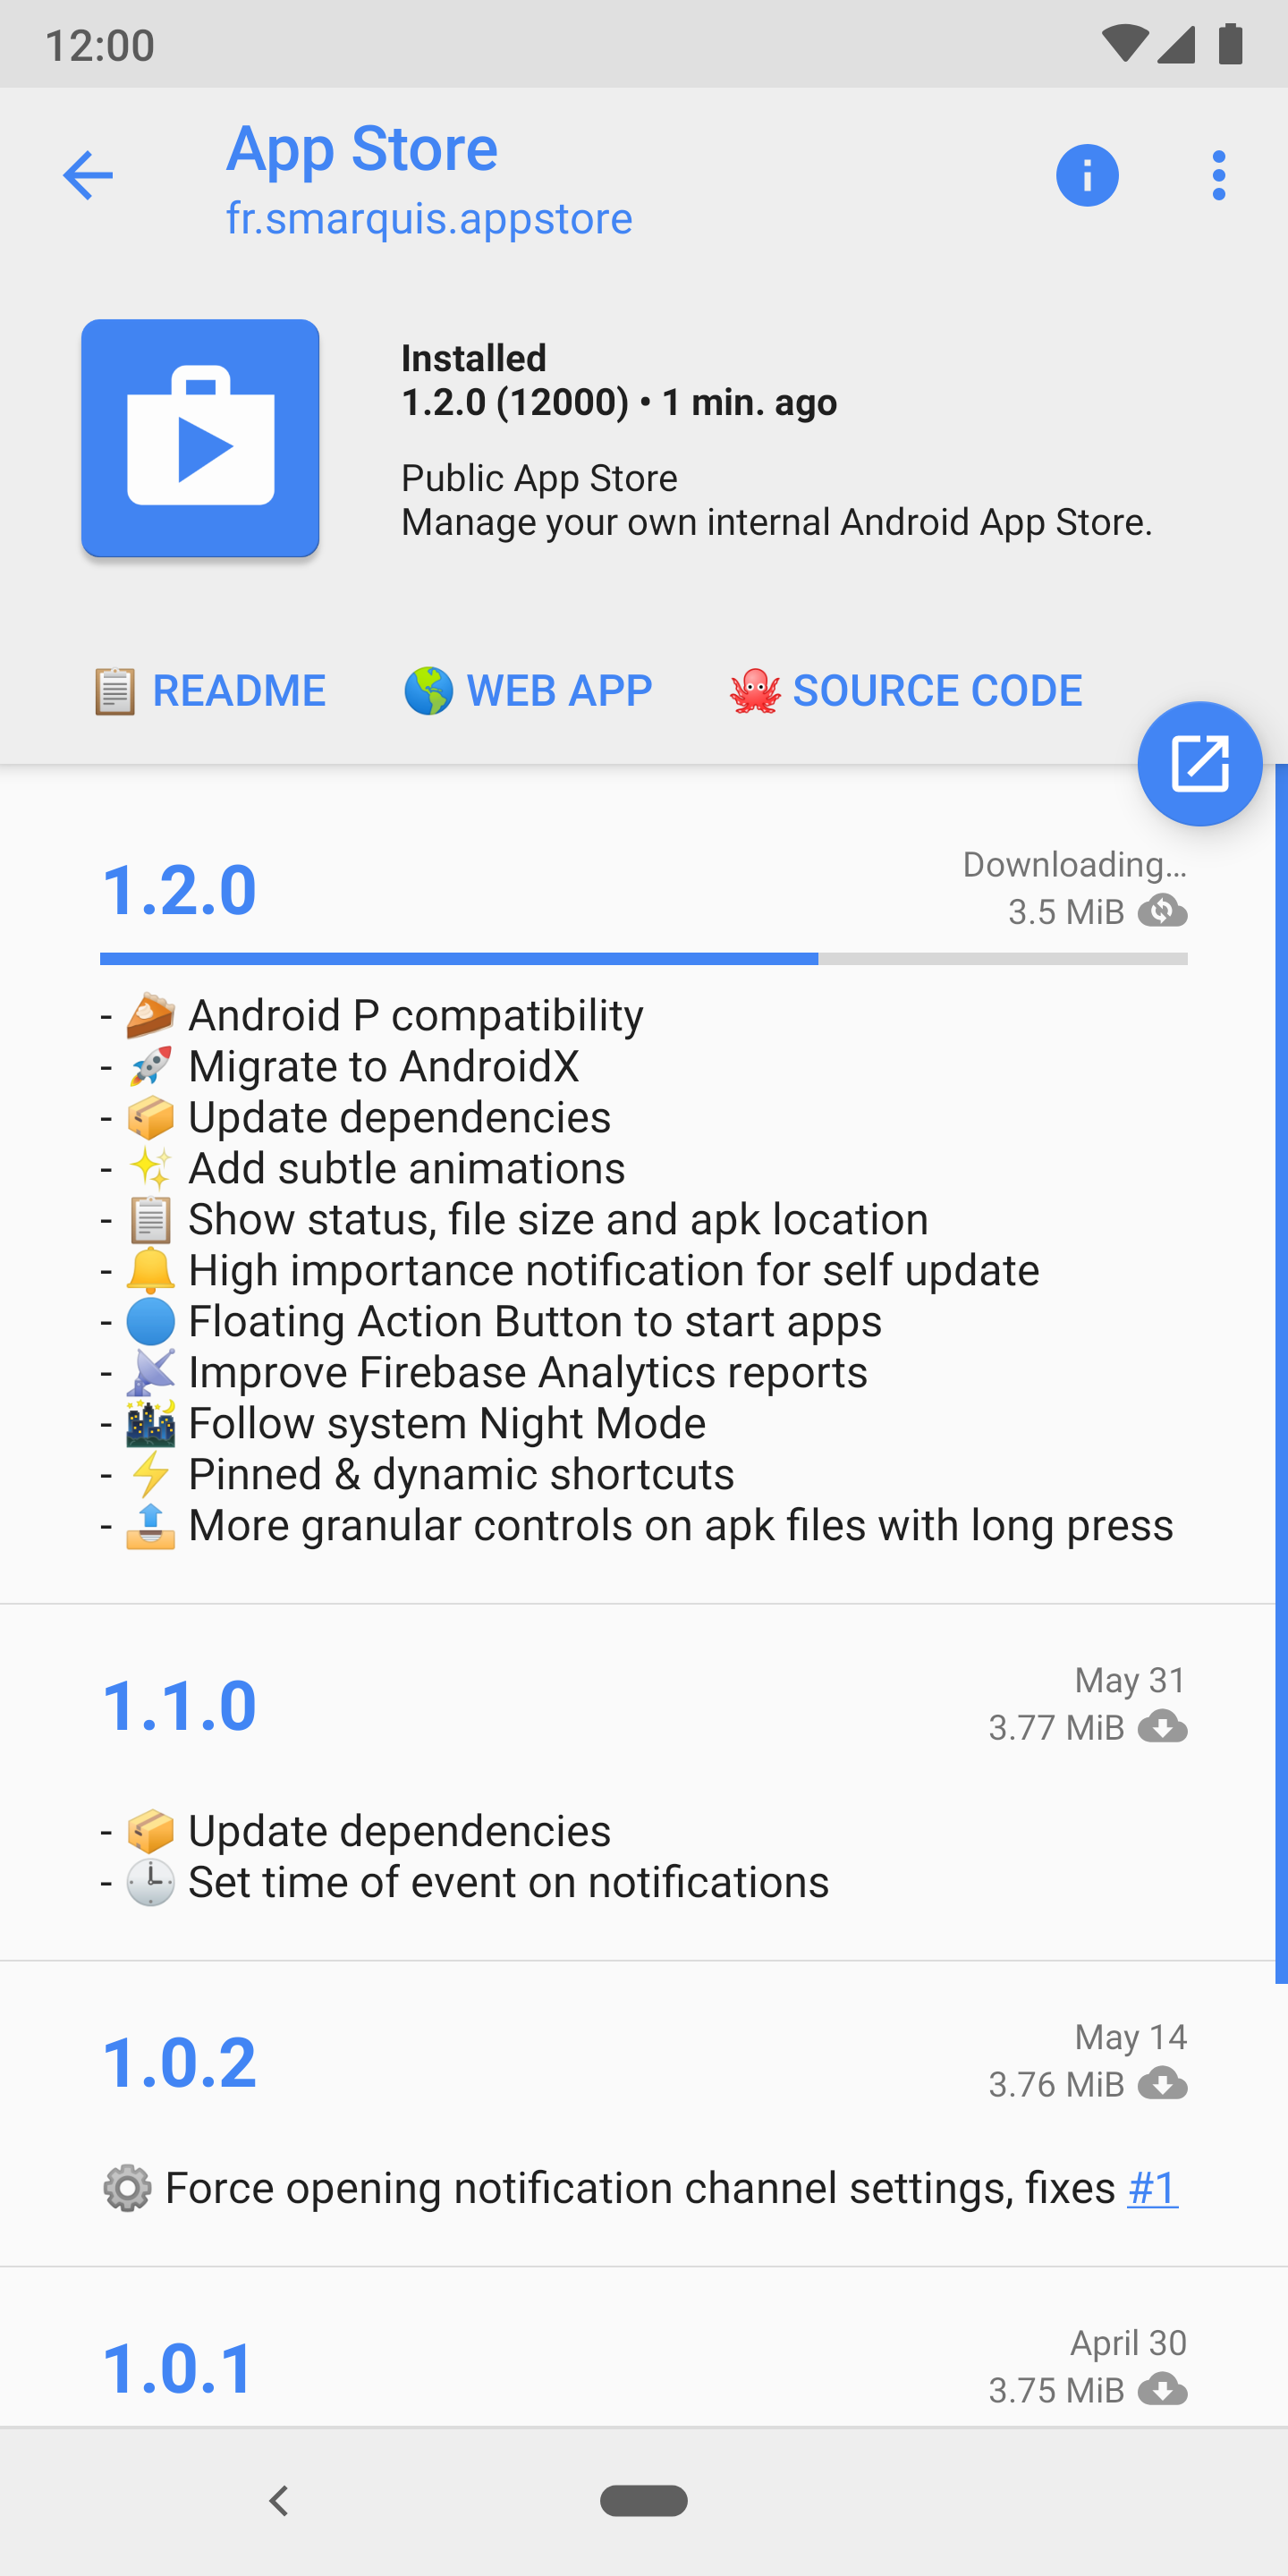 12:00
App Store
fr.smarquis.appstore
Installed
1.2.0 (12000) • 1 min. ago
Public App Store
Manage your own internal Android App Store.
📋 README 🌎 WEB APP 🐙 SOURCE CODE
1.2.0
Downloading...
3.5 MiB
- 🥧 Android P compatibility
- 🚀 Migrate to AndroidX
- 📦 Update dependencies
- ✨ Add subtle animations
- 📋 Show status, file size and apk location
- 🔔 High importance notification for self update
- 🔵 Floating Action Button to start apps
- 📡 Improve Firebase Analytics reports
- 🌃 Follow system Night Mode
- ⚡ Pinned & dynamic shortcuts
- 📤 More granular controls on apk files with long press
1.1.0
May 31
3.77 MiB
- 📦 Update dependencies
- 🕒 Set time of event on notifications
1.0.2
May 14
3.76 MiB
⚙️ Force opening notification channel settings, fixes #1
1.0.1
April 30
3.75 MiB